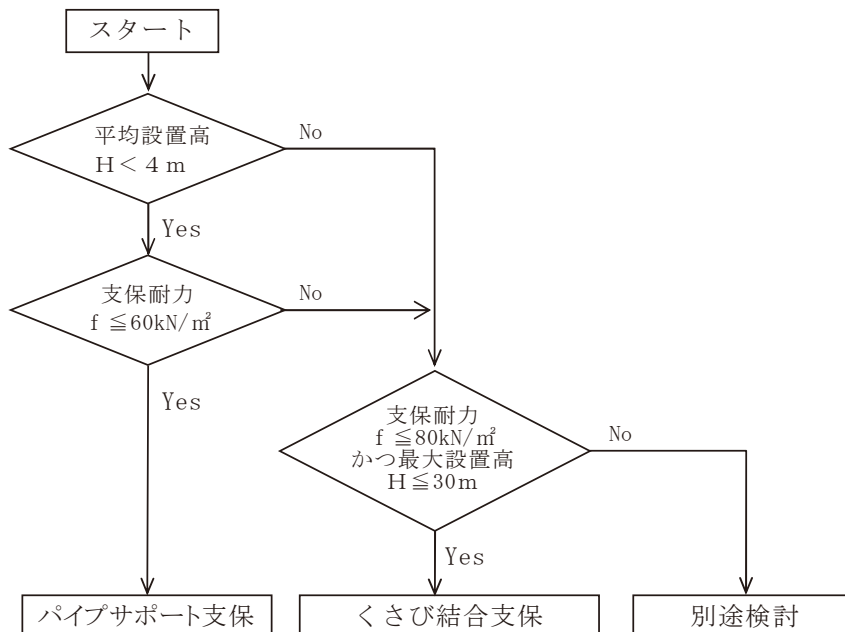 スタート
平均設置高
H<4m
No
Yes
支保耐力
f ≦60kN/㎡
No
Yes
支保耐力
f ≦80kN/㎡
かつ最大設置高
H≦30m
No
Yes
パイプサポート支保
くさび結合支保
別途検討